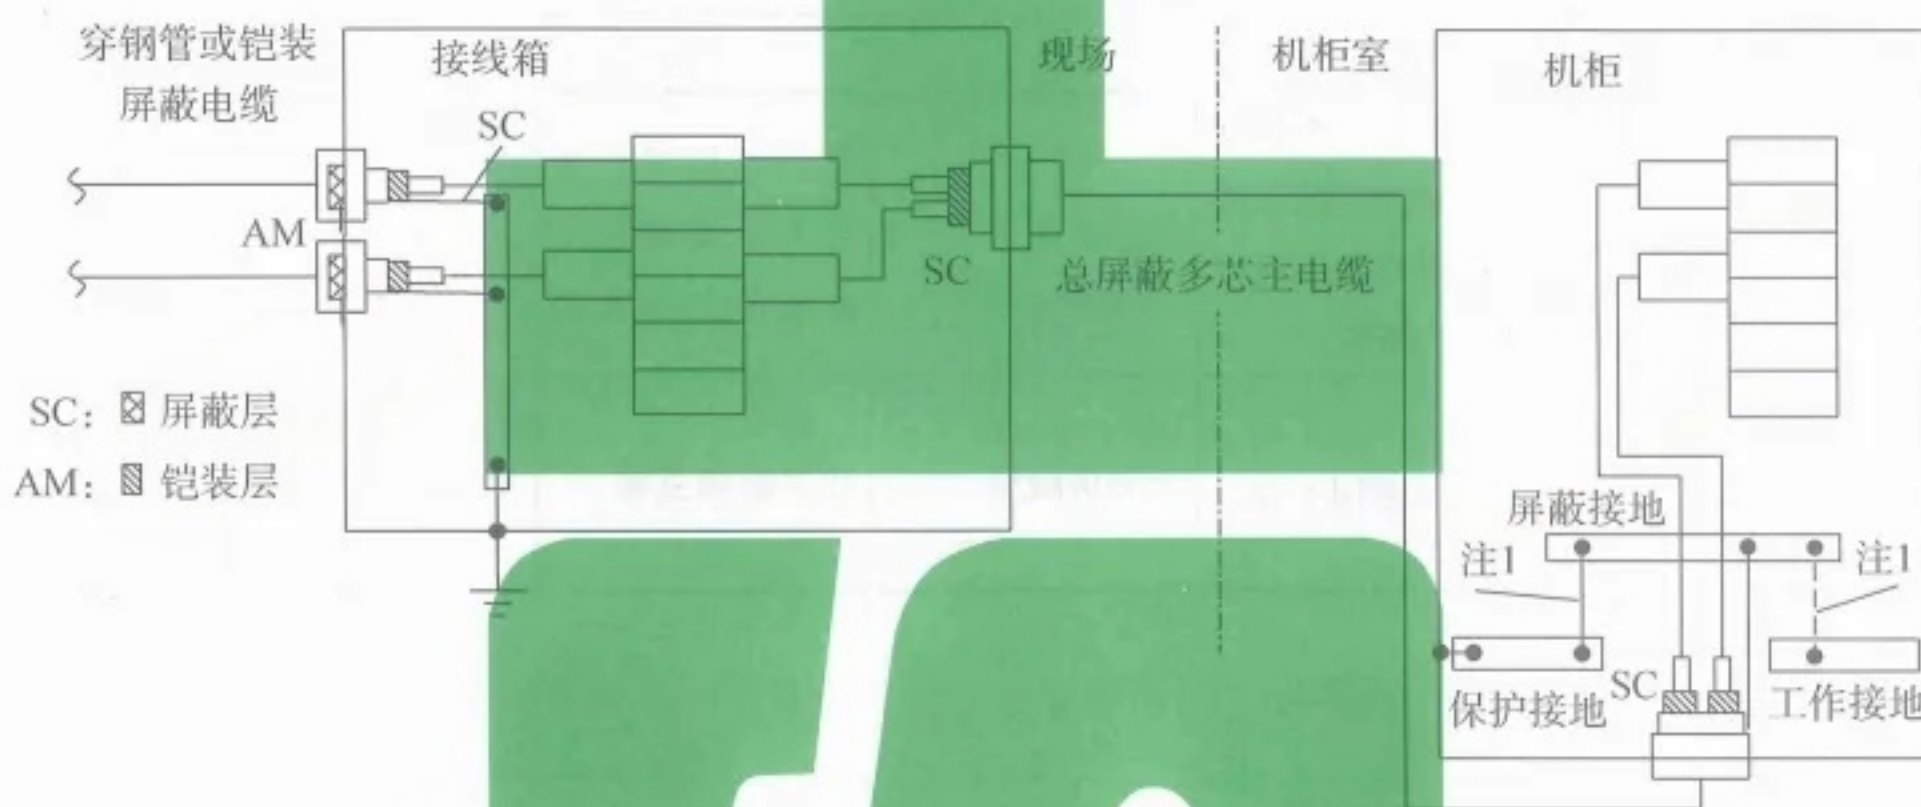 穿钢管或铠装
屏蔽电缆
接线箱
现场
机柜室
机柜
SC
AM
SC
总屏蔽多芯主电缆
SC：屏蔽层
AM：铠装层
屏蔽接地
注1
注1
SC
保护接地
工作接地